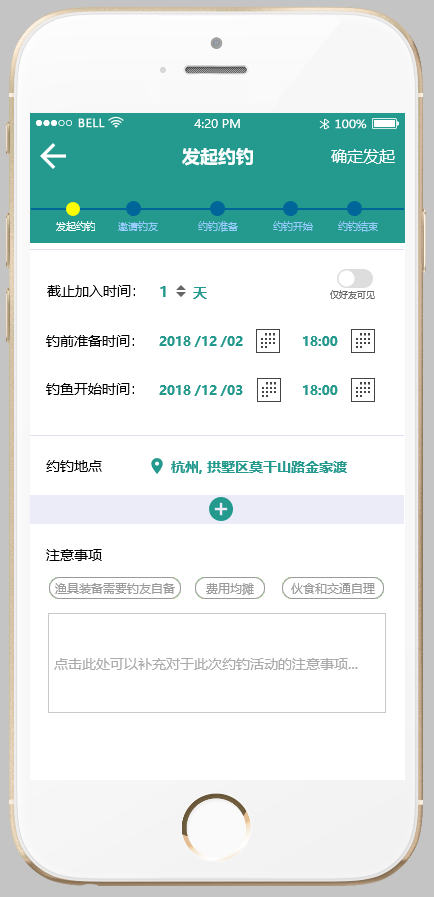 BELL 4:20 PM 100%
发起约钓 确定发起
发起约钓 邀请钓友 约钓准备 约钓开始 约钓结束
截止加入时间： 1 天
仅好友可见
钓前准备时间： 2018 /12 /02 18:00
钓鱼开始时间： 2018 /12 /03 18:00
约钓地点 杭州, 拱墅区莫干山路金家渡
注意事项
渔具装备需要钓友自备 费用均摊 伙食和交通自理
点击此处可以补充对于此次约钓活动的注意事项...